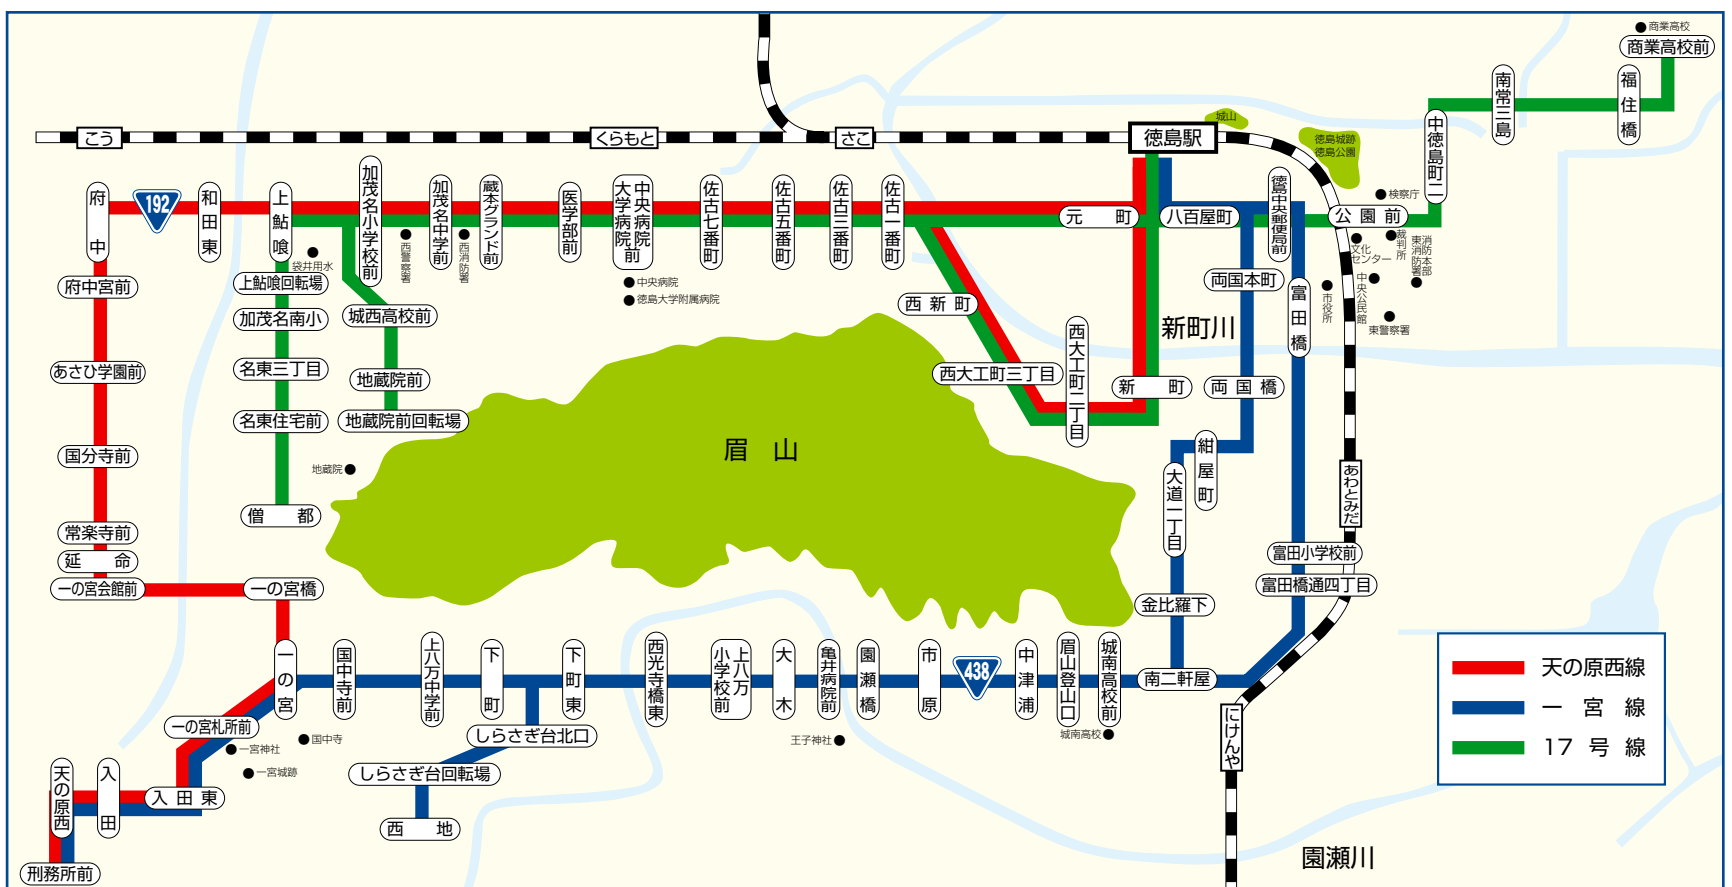 商業高校
商業高校前
福住橋
南常三島
中徳島町二
城山
徳島城跡
徳島公園
徳島駅
こう
くらもと
さこ
府中
192
和田東
上鮎喰
加茂名小学校前
加茂名中学前
蔵本グランド前
医学部前
中央病院前
大学病院前
佐古七番町
佐古五番町
佐古三番町
佐古一番町
元町
八百屋町
徳島中央郵便局前
公園前
検察庁
裁判所
文化
センター
消防本部
東消防署
中央公民館
市役所
東警察署
西警察署
西消防署
袋井用水
中央病院
徳島大学附属病院
府中宮前
上鮎喰回転場
加茂名南小
城西高校前
西新町
両国本町
富田橋
新町川
あさひ学園前
名東三丁目
地蔵院前
西大工町三丁目
西大工町二丁目
新町
両国橋
名東住宅前
地蔵院前回転場
眉山
紺屋町
大道一丁目
あわとみだ
国分寺前
地蔵院
僧都
常楽寺前
延命
一の宮会館前
一の宮橋
富田小学校前
富田橋通四丁目
金比羅下
一の宮
国中寺前
上八万中学前
下町
下町東
西光寺橋東
上八万
小学校前
大木
亀井病院前
園瀬橋
市原
438
中津浦
眉山登山口
城南高校前
南二軒屋
にけんや
城南高校
王子神社
一の宮札所前
一宮神社
国中寺
一宮城跡
しらさぎ台北口
しらさぎ台回転場
西地
天の原西
入田
入田東
刑務所前
園瀬川
天の原西線
一宮線
17号線